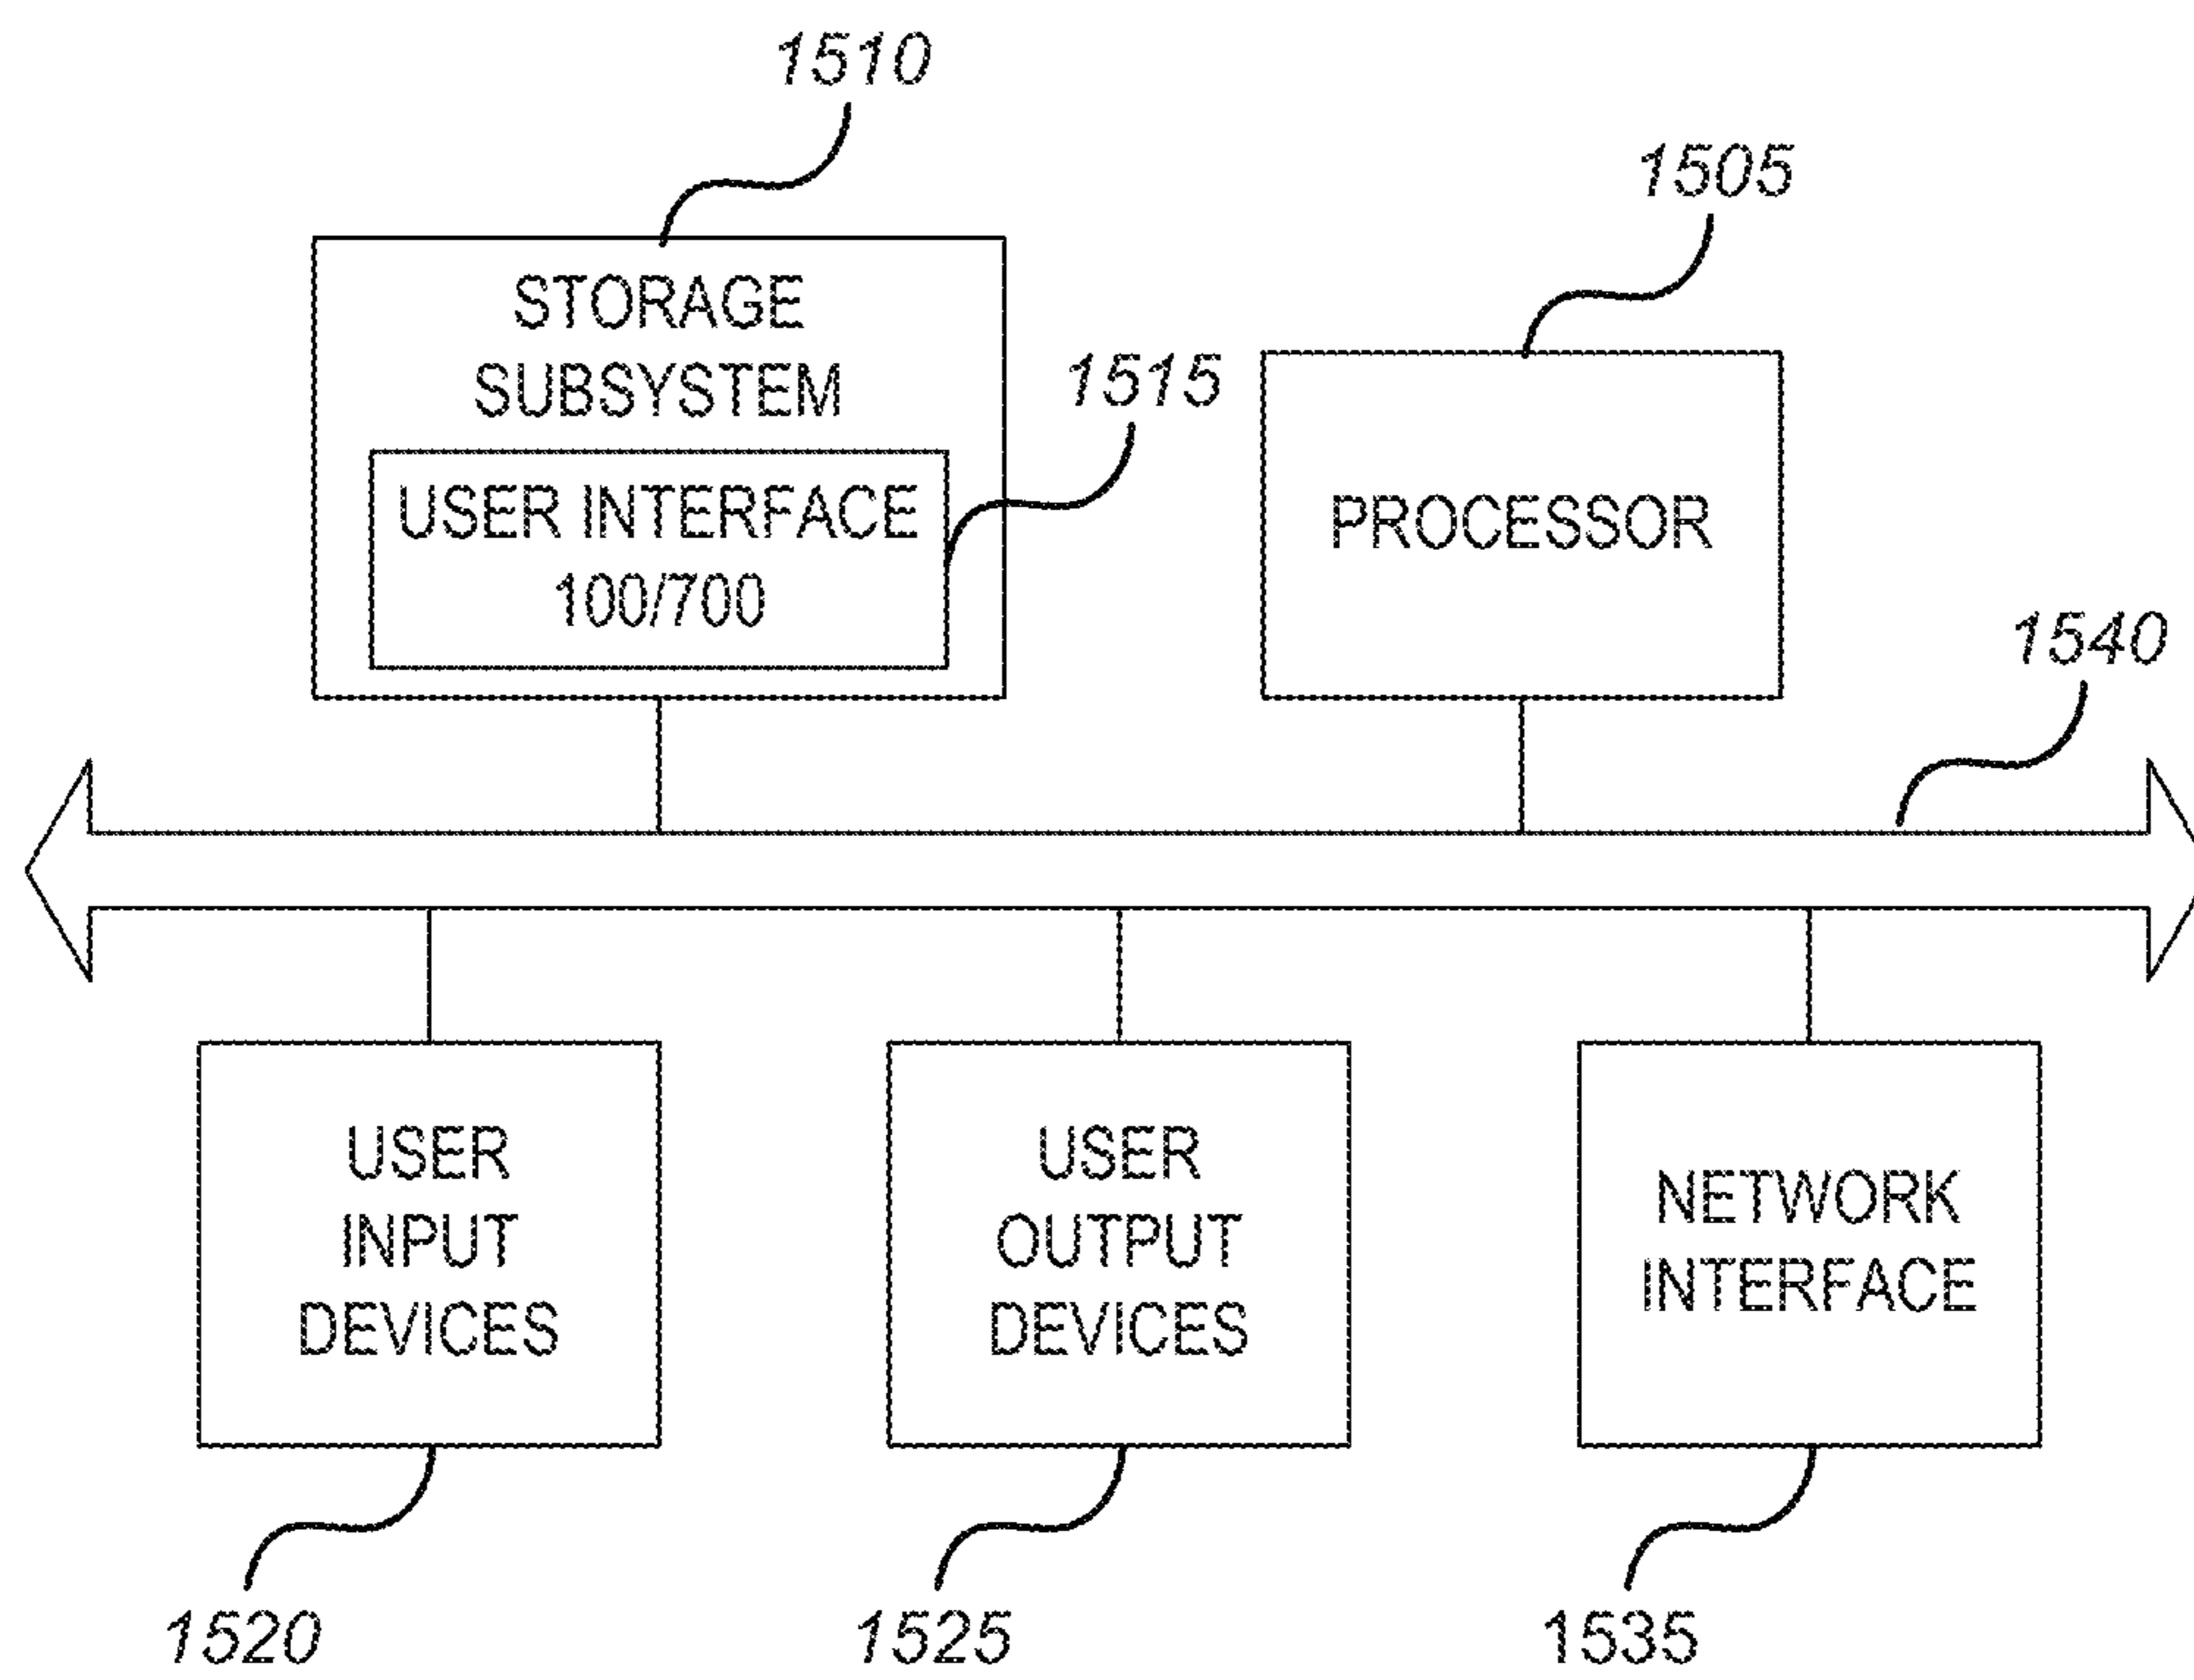 1510
1505
STORAGE
SUBSYSTEM
1515
USER INTERFACE
100/700
PROCESSOR
1540
USER
INPUT
DEVICES
USER
OUTPUT
DEVICES
NETWORK
INTERFACE
1520
1525
1535